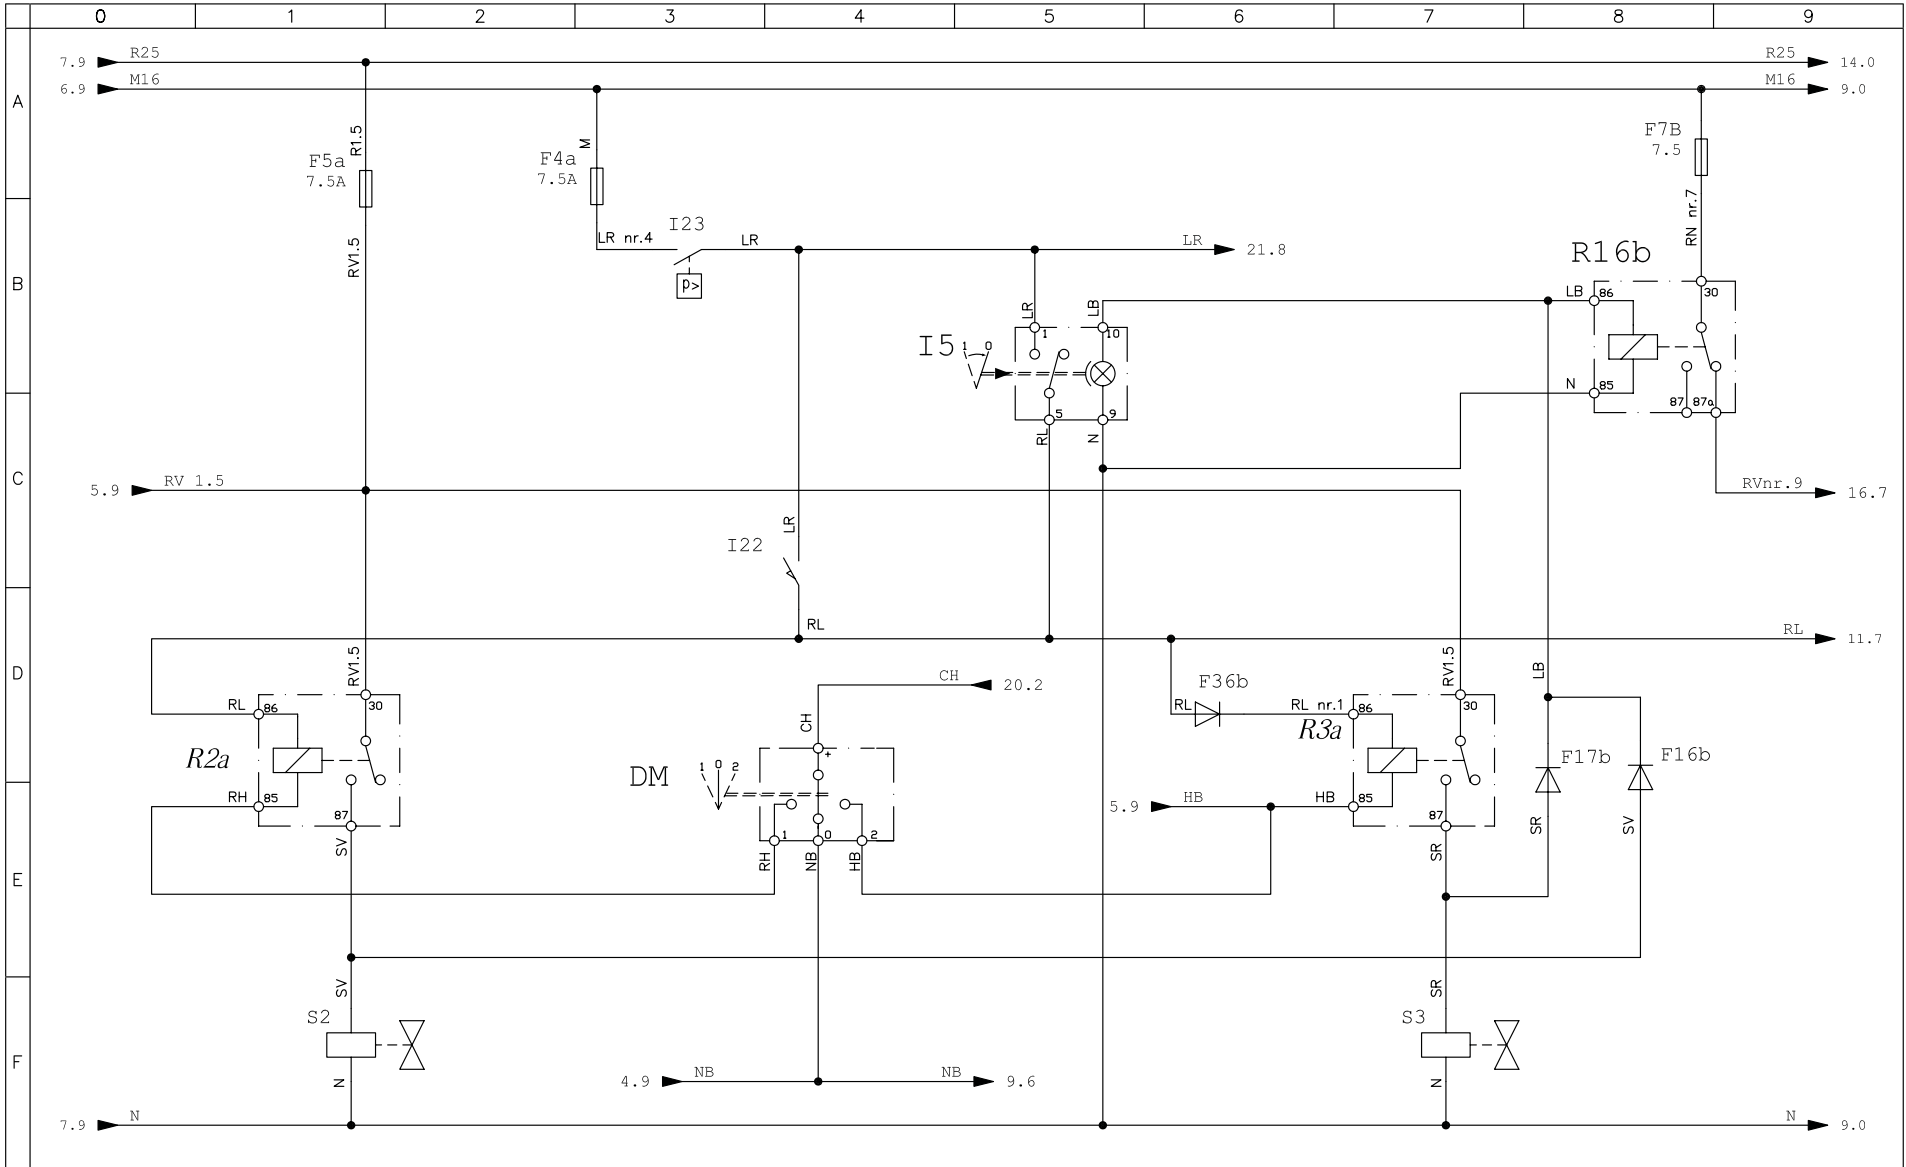 0 1 2 3 4 5 6 7 8 9
7.9 R25 R25 14.0
6.9 M16 M16 9.0
A
R1.5
M
F5a
7.5A
F4a
7.5A
F7B
7.5
RV1.5
LR nr.4
I23
LR
LR
21.8
RN nr.7
R16b
B
p>
LR
LB
LB
86
30
I5
1 0
1
10
N
85
87
87a
5
9
RL
N
C
5.9 RV 1.5
RVnr.9 16.7
LR
I22
RL
RL 11.7
D
RV1.5
CH 20.2
RV1.5
LB
RL
86
30
R2a
CH
F36b
RL
RL nr.1
86
30
R3a
DM
1 0 2
+
F17b
F16b
RH
85
87
5.9 HB
HB
85
87
1
0
2
SV
RH
NB
HB
SR
SR
SV
E
SV
SR
S2
S3
F
4.9 NB NB 9.6
N
N
7.9 N N 9.0